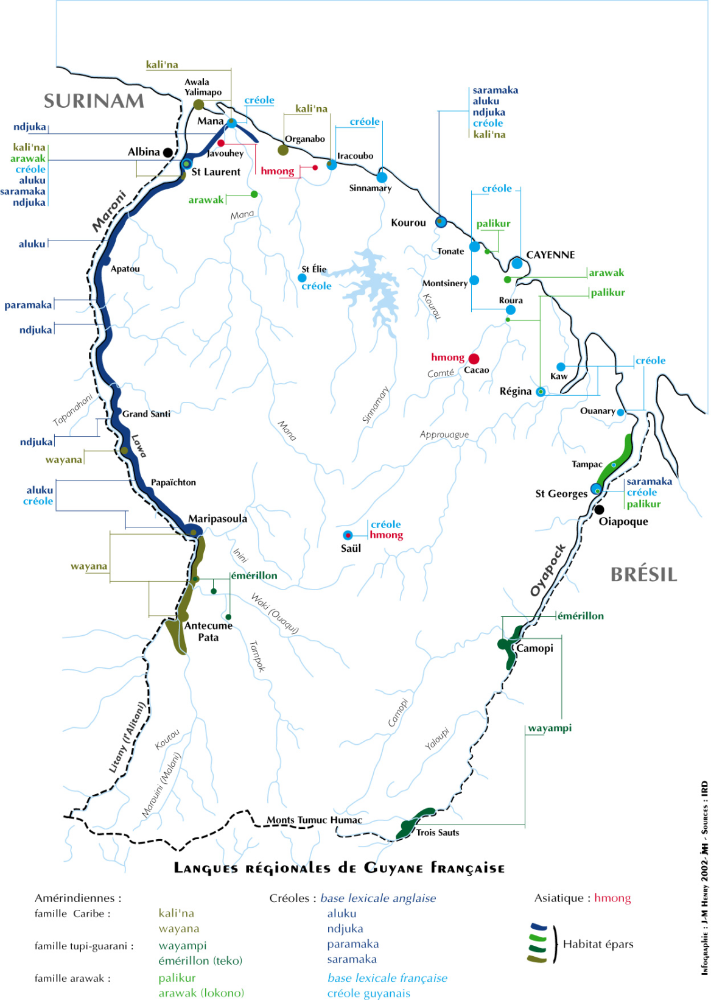 kali'na
Awala
Yalimapo
SURINAM
créole
saramaka
aluku
ndjuka
créole
kali'na
kali'na
Mana
créole
ndjuka
Organabo
kali'na
arawak
créole
aluku
saramaka
ndjuka
Albina
Javouhey
Iracoubo
St Laurent
hmong
Sinnamary
créole
arawak
Maroni
Mana
Kourou
palikur
aluku
Tonate
CAYENNE
Apatou
St Élie
créole
arawak
Montsinery
palikur
paramaka
Kourou
Roura
ndjuka
hmong
Cacao
Comté
créole
Kaw
Régina
Tapanahoni
Sinnamary
Grand Santi
Ouanary
Mana
Approuague
ndjuka
Lawa
wayana
Tampac
Papaïchton
saramaka
créole
palikur
aluku
créole
St Georges
Maripasoula
Oiapoque
créole
hmong
Saül
Inini
wayana
émérillon
Oyapock
BRÉSIL
Waki (Ouaqui)
émérillon
Antecume
Pata
Camopi
Tampok
Litany (l'Alitani)
Camopi
wayampi
Koutou
Yaloupi
Marouini (Malani)
Monts Tumuc Humac
Trois Sauts
Langues régionales de Guyane française
Amérindiennes :
famille Caribe :
kali'na
wayana
famille tupi-guarani :
wayampi
émérillon (teko)
famille arawak :
palikur
arawak (lokono)
Créoles : base lexicale anglaise
aluku
ndjuka
paramaka
saramaka
base lexicale française
créole guyanais
Asiatique : hmong
Habitat épars
Infographie : J-M Henry 2002- JMH - Sources : IRD